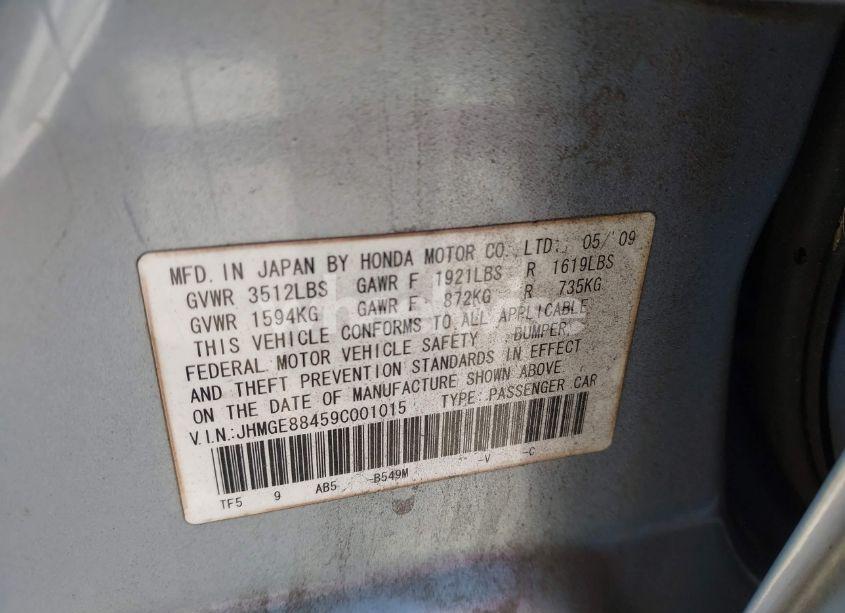 MFD. IN JAPAN BY HONDA MOTOR CO., LTD. 05/'09
GVWR 3512LBS GAWR F 1921LBS R 1619LBS
GVWR 1594KG GAWR F 872KG R 735KG
THIS VEHICLE CONFORMS TO ALL APPLICABLE
FEDERAL MOTOR VEHICLE SAFETY, BUMPER,
AND THEFT PREVENTION STANDARDS IN EFFECT
ON THE DATE OF MANUFACTURE SHOWN ABOVE.
V.I.N.:JHMGE88459C001015 TYPE:PASSENGER CAR
TF5 9 AB5 -B549M -V -C